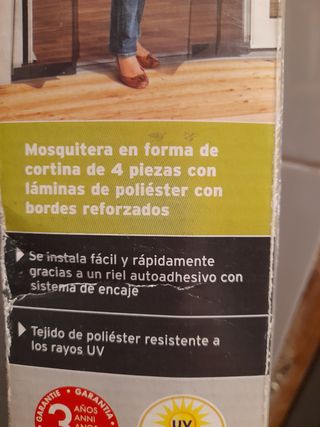 Mosquitera en forma de
cortina de 4 piezas con
láminas de poliéster con
bordes reforzados
Se instala fácil y rápidamente
gracias a un riel autoadhesivo con
sistema de encaje
Tejido de poliéster resistente a
los rayos UV
GARANTIE • GARANTIA
3 AÑOS
ANNI
UV